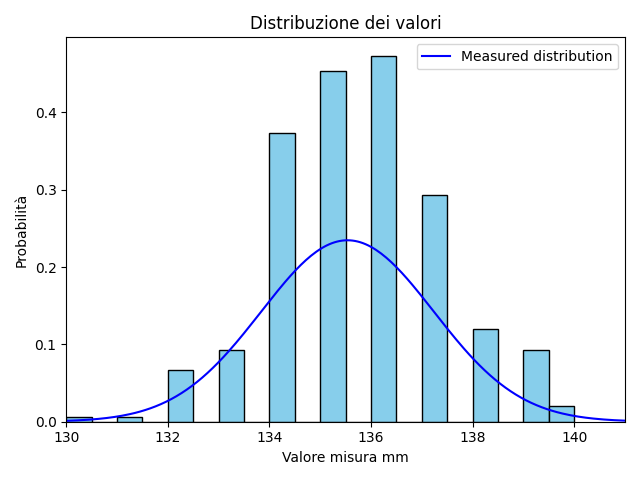 Distribuzione dei valori
Measured distribution
Probabilità
0.4
0.3
0.2
0.1
0.0
130 132 134 136 138 140
Valore misura mm